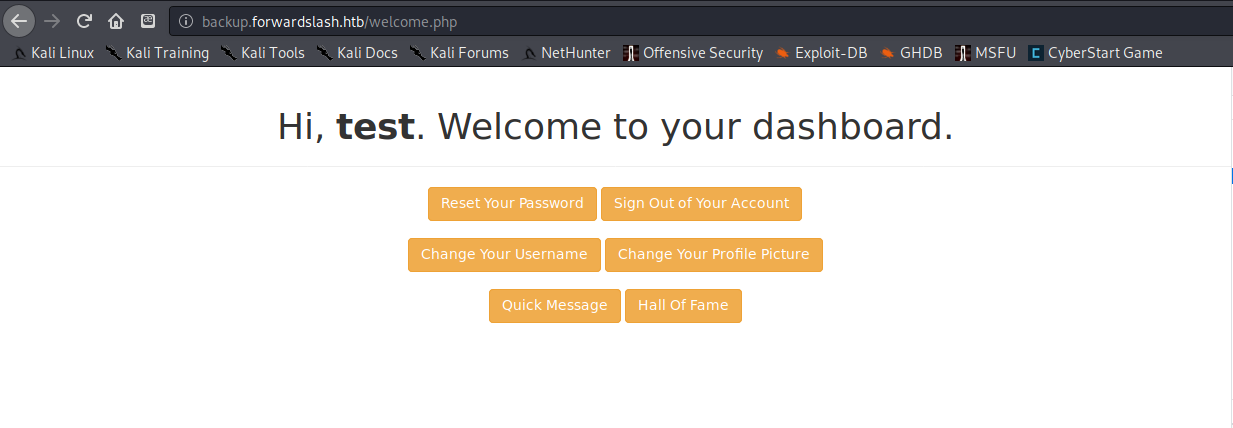 backup.forwardslash.htb/welcome.php
Kali Linux Kali Training Kali Tools Kali Docs Kali Forums NetHunter Offensive Security Exploit-DB GHDB MSFU CyberStart Game
Hi, test. Welcome to your dashboard.
Reset Your Password Sign Out of Your Account
Change Your Username Change Your Profile Picture
Quick Message Hall Of Fame